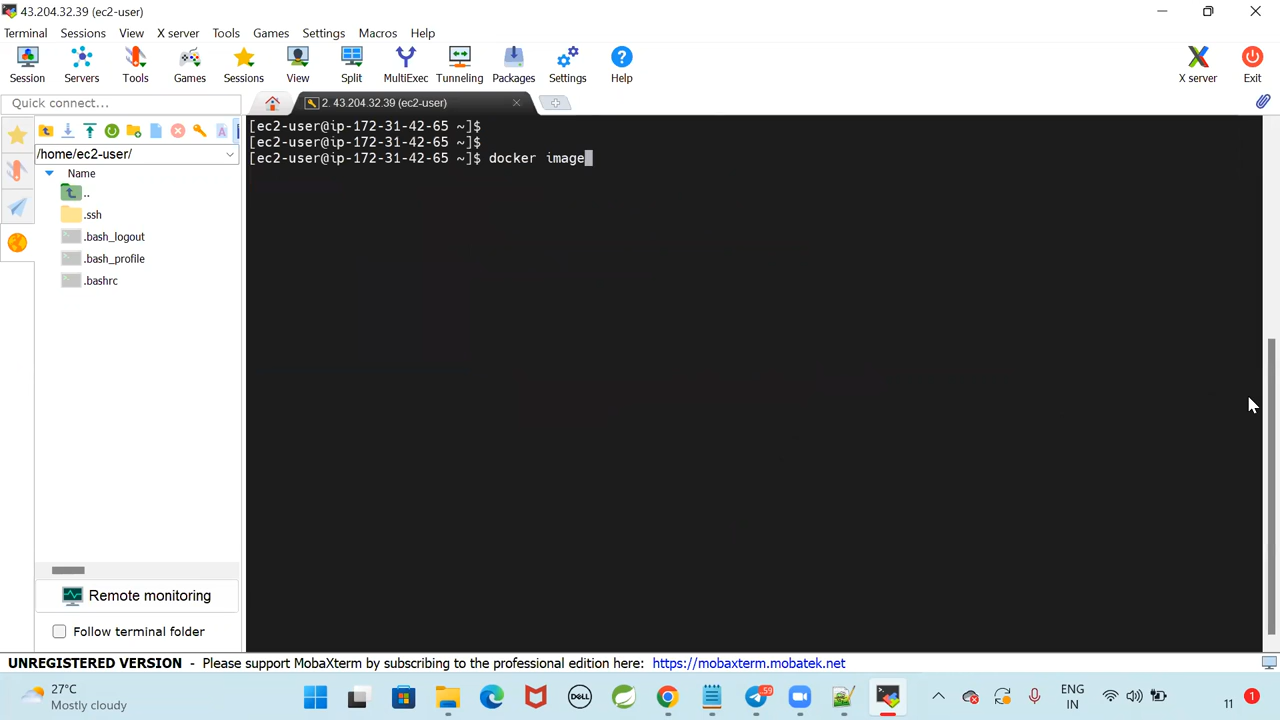 43.204.32.39 (ec2-user)
Terminal Sessions View X server Tools Games Settings Macros Help
Session Servers Tools Games Sessions View Split MultiExec Tunneling Packages Settings Help X server Exit
Quick connect...
2. 43.204.32.39 (ec2-user)
/home/ec2-user/
Name
..
.ssh
.bash_logout
.bash_profile
.bashrc
[ec2-user@ip-172-31-42-65 ~]$
[ec2-user@ip-172-31-42-65 ~]$
[ec2-user@ip-172-31-42-65 ~]$ docker image
Remote monitoring
Follow terminal folder
UNREGISTERED VERSION - Please support MobaXterm by subscribing to the professional edition here: https://mobaxterm.mobatek.net
27°C
Mostly cloudy
DELL
59
ENG
IN
11
1